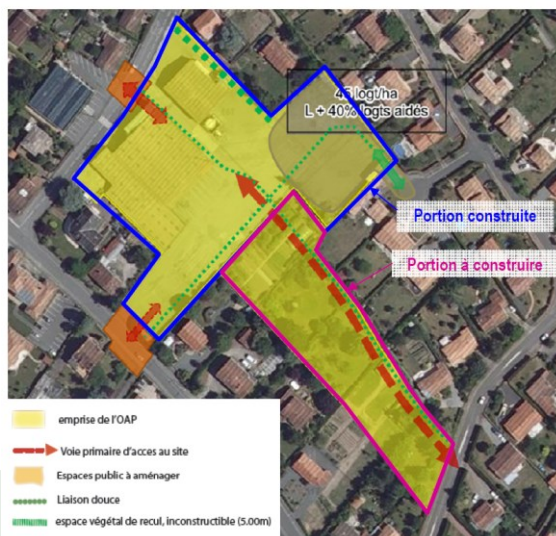 45 logt/ha
L + 40% logts aidés
Portion construite
Portion à construire
emprise de l'OAP
Voie primaire d'acces au site
Espaces public à aménager
Liaison douce
espace végétal de recul, inconstructible (5.00m)